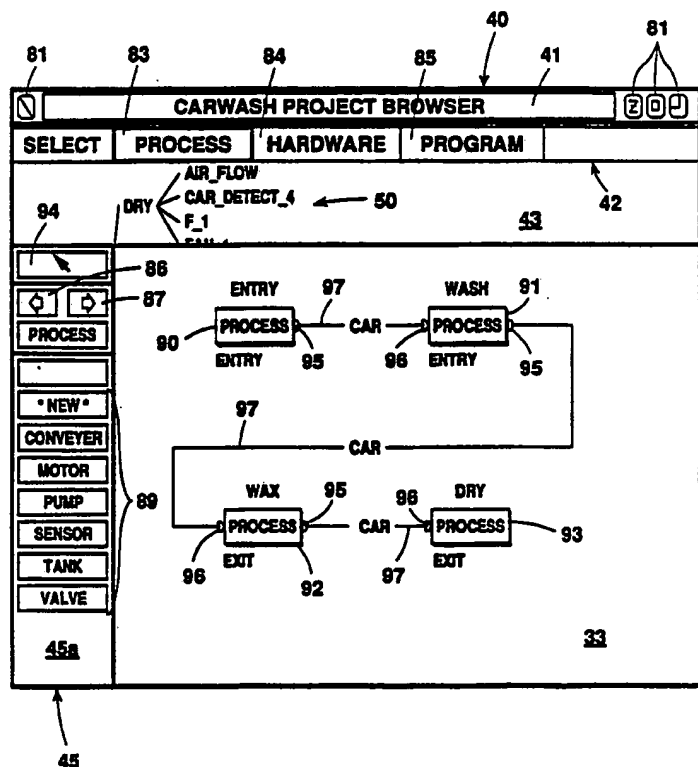 40
81 83 84 85 41 81
CARWASH PROJECT BROWSER
SELECT PROCESS HARDWARE PROGRAM
AIR_FLOW
DRY CAR_DETECT_4 50 42
F_1 43
94
86
87
PROCESS
*NEW*
CONVEYER
MOTOR
PUMP
SENSOR
TANK
VALVE
89
45a
45
ENTRY 97 WASH 91
90 PROCESS CAR PROCESS
95 96 95
ENTRY ENTRY
97
CAR
WAX 95 96 DRY
PROCESS CAR PROCESS 93
96 97
EXIT 92 EXIT
33